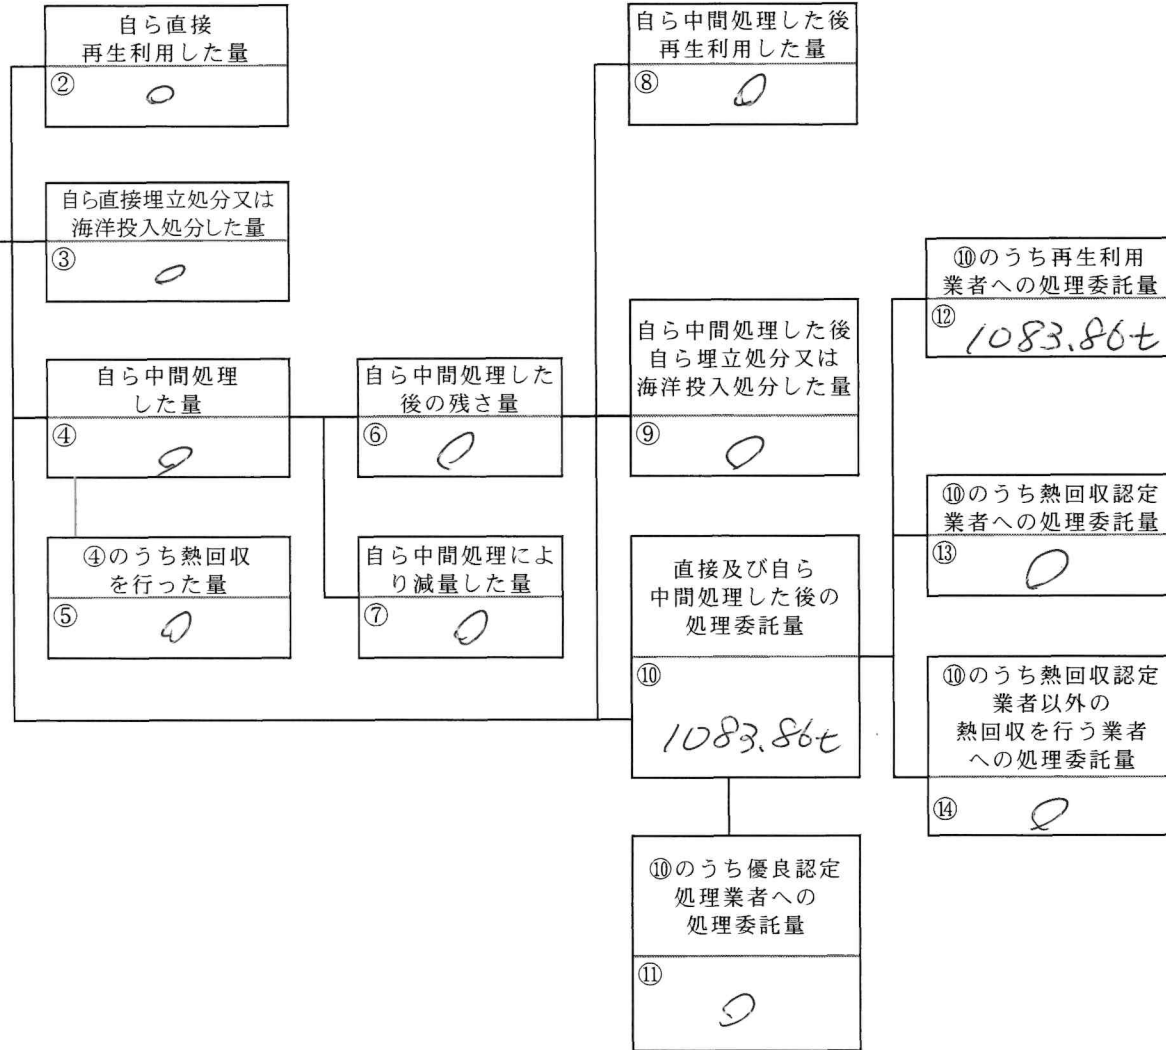 自ら直接
再生利用した量
②
0
自ら直接埋立処分又は
海洋投入処分した量
③
0
自ら中間処理
した量
④
0
④のうち熱回収
を行った量
⑤
0
自ら中間処理した
後の残さ量
⑥
0
自ら中間処理によ
り減量した量
⑦
0
自ら中間処理した後
再生利用した量
⑧
0
自ら中間処理した後
自ら埋立処分又は
海洋投入処分した量
⑨
0
直接及び自ら
中間処理した後の
処理委託量
⑩
1083.86t
⑩のうち優良認定
処理業者への
処理委託量
⑪
0
⑩のうち再生利用
業者への処理委託量
⑫
1083.86t
⑩のうち熱回収認定
業者への処理委託量
⑬
0
⑩のうち熱回収認定
業者以外の
熱回収を行う業者
への処理委託量
⑭
0